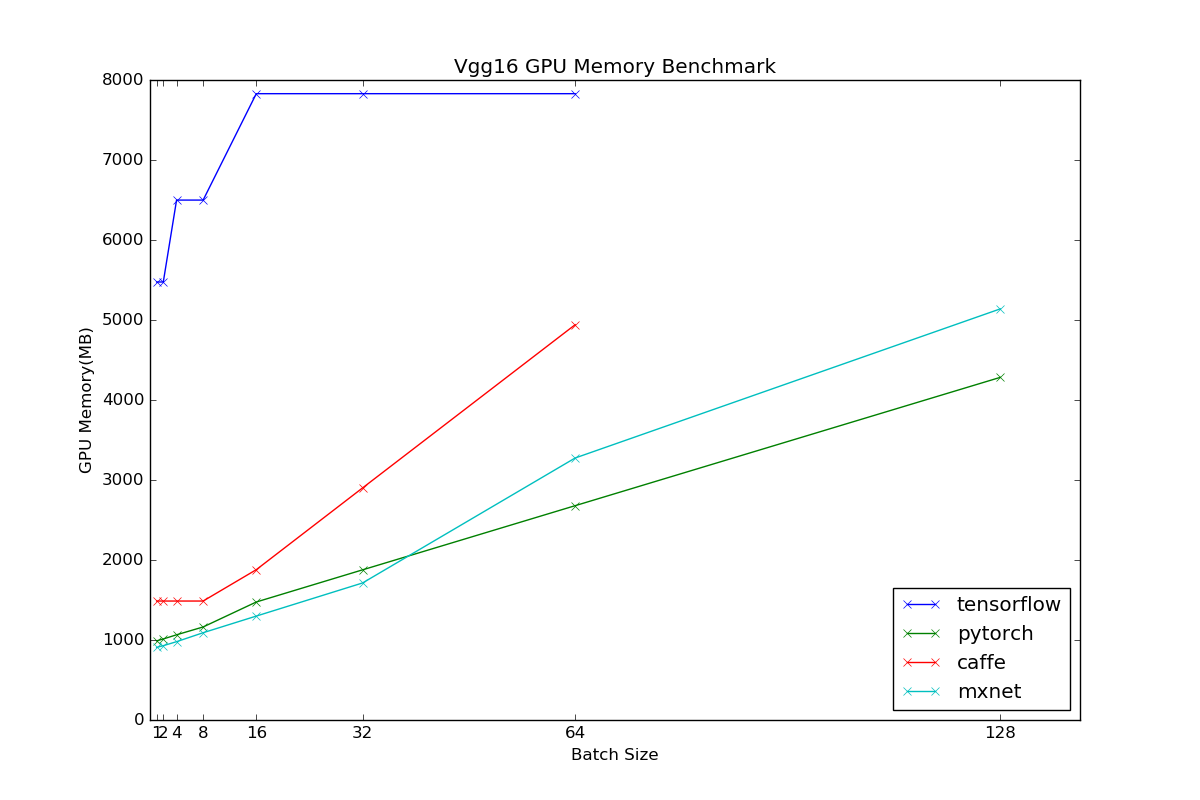 Vgg16 GPU Memory Benchmark
8000
7000
6000
5000
4000
3000
2000
1000
0
GPU Memory(MB)
1 2 4 8 16 32 64 128
Batch Size
tensorflow
pytorch
caffe
mxnet